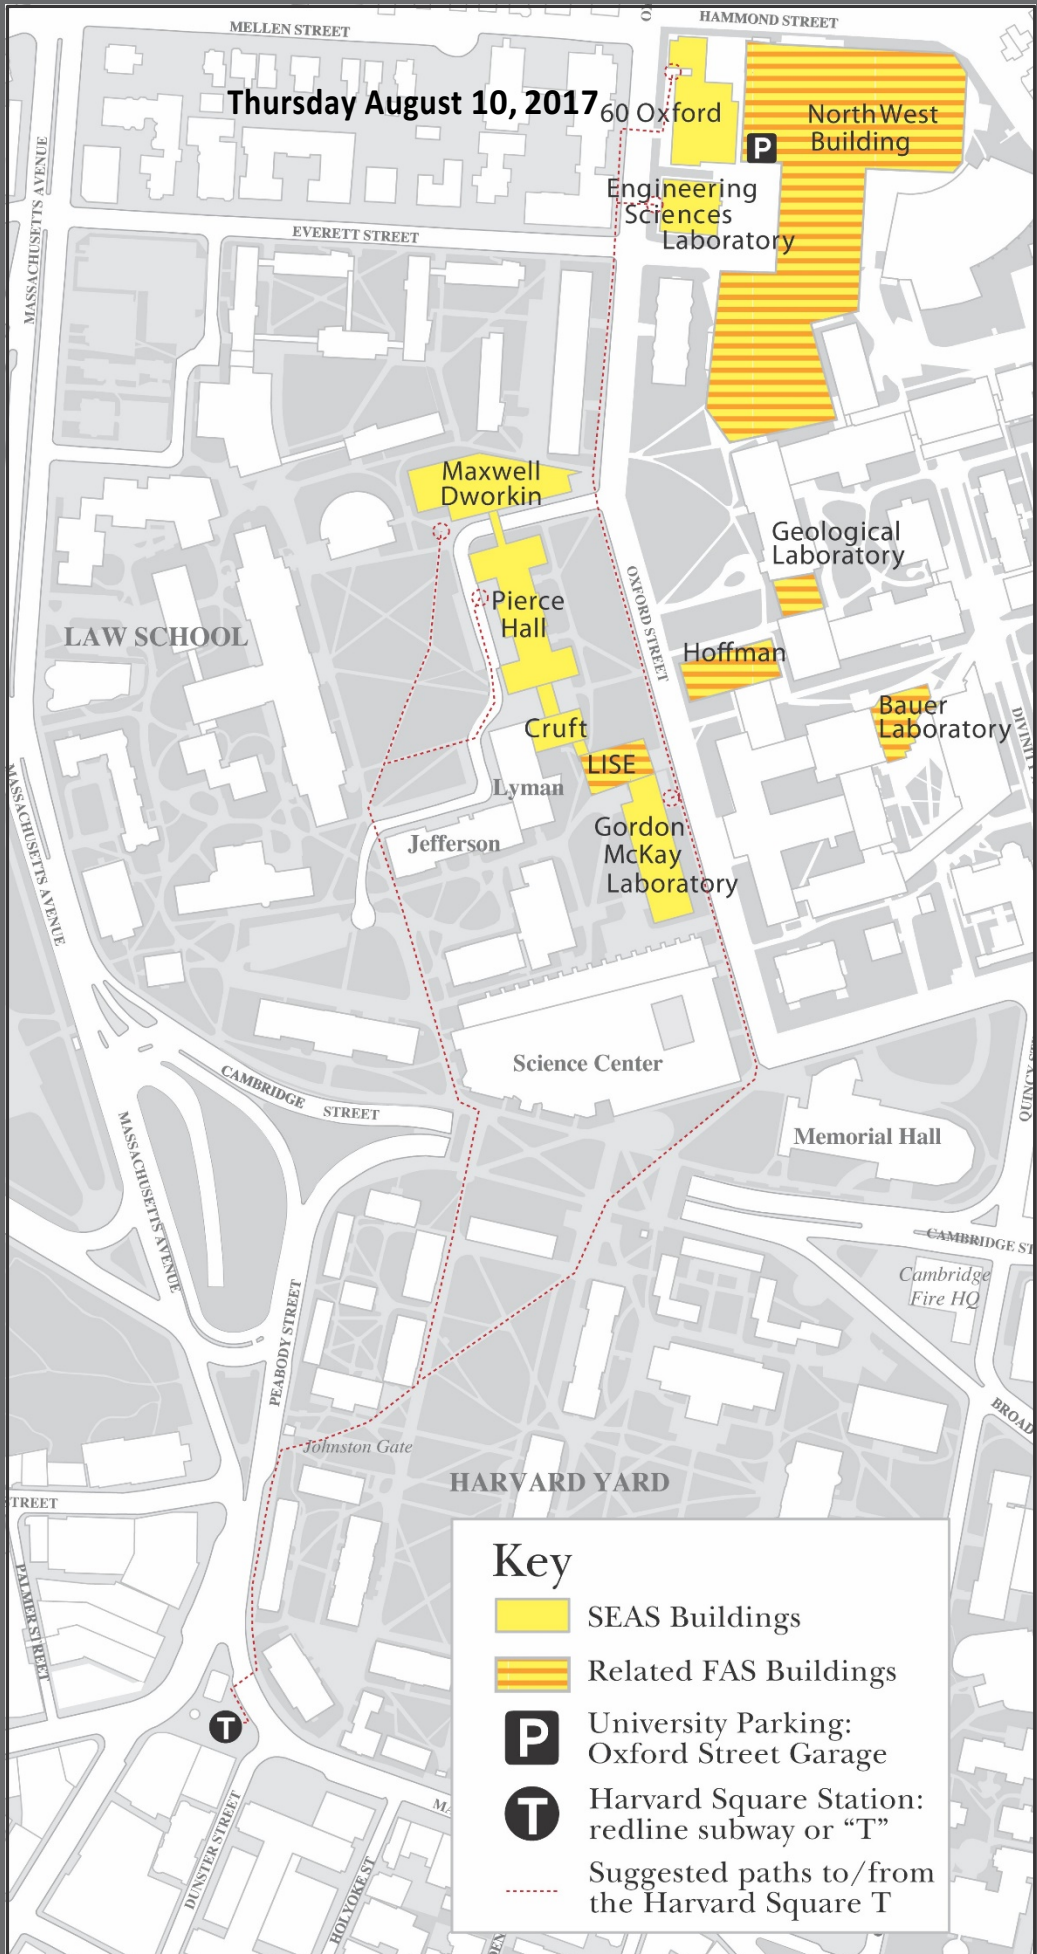 HAMMOND STREET
MELLEN STREET
Thursday August 10, 2017
60 Oxford
NorthWest
Building
P
MASSACHUSETTS AVENUE
Engineering
Sciences
Laboratory
EVERETT STREET
Maxwell
Dworkin
Geological
Laboratory
OXFORD STREET
Pierce
Hall
LAW SCHOOL
Hoffman
Bauer
Laboratory
Cruft
LISE
MASSACHUSETTS AVENUE
Lyman
Jefferson
Gordon
McKay
Laboratory
Science Center
CAMBRIDGE STREET
MASSACHUSETTS AVENUE
Memorial Hall
CAMBRIDGE ST
Cambridge
Fire HQ
PEABODY STREET
BROAD
Johnston Gate
HARVARD YARD
TREET
PALMER STREET
T
DUNSTER STREET
HOLYOKE ST
Key
SEAS Buildings
Related FAS Buildings
P
University Parking:
Oxford Street Garage
T
Harvard Square Station:
redline subway or “T”
Suggested paths to/from
the Harvard Square T